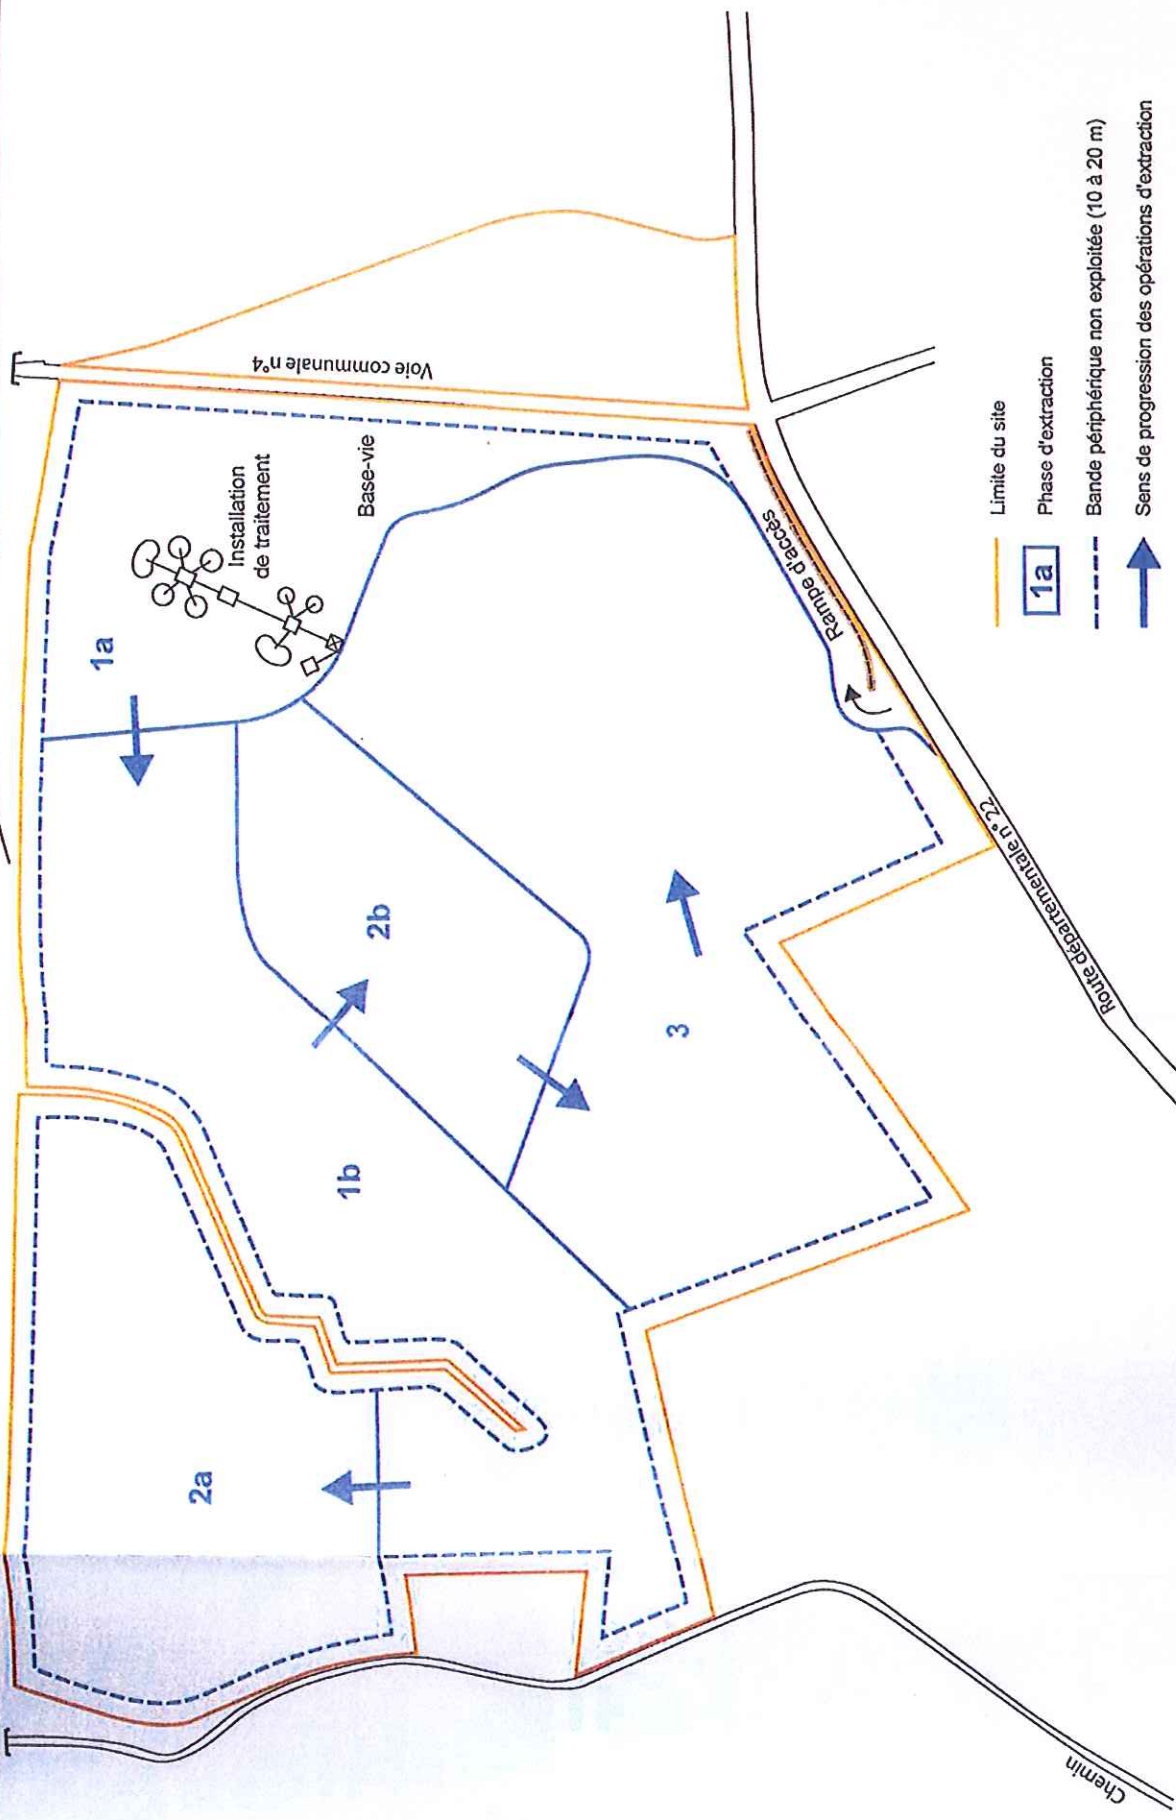 Voie communale n°4
Installation
de traitement
Base-vie
1a
2b
1b
2a
3
Rampe d'accès
Route départementale n°22
Chemin
Limite du site
1a
Phase d'extraction
Bande périphérique non exploitée (10 à 20 m)
Sens de progression des opérations d'extraction